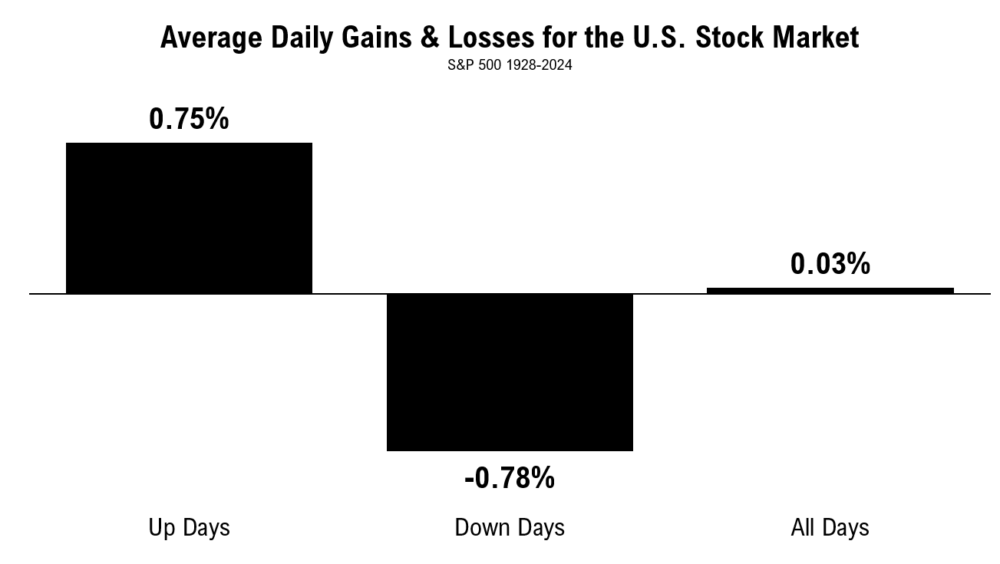 Average Daily Gains & Losses for the U.S. Stock Market
S&P 500 1928-2024
0.75%
0.03%
-0.78%
Up Days
Down Days
All Days